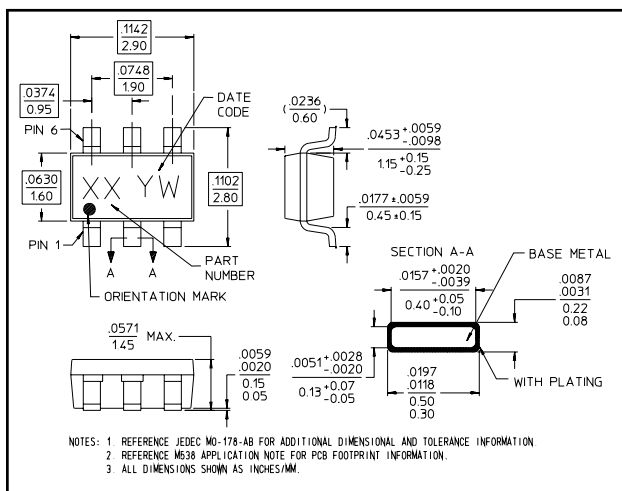 .1142
2.90
.0748
1.90
.0374
0.95
DATE
CODE
PIN 6
.0630
1.60
XX YW
.1102
2.80
PIN 1
A A
PART
NUMBER
ORIENTATION MARK
(.0236
0.60)
.0453 +.0059
-.0098
1.15 +0.15
-0.25
.0177 ±.0059
0.45 ±0.15
SECTION A-A
BASE METAL
.0157 +.0020
-.0039
0.40 +0.05
-0.10
.0087
.0031
0.22
0.08
.0571
1.45 MAX.
.0059
.0020
0.15
0.05
.0051 +.0028
-.0020
0.13 +0.07
-0.05
.0197
.0118
0.50
0.30
WITH PLATING
NOTES: 1. REFERENCE JEDEC MO-178-AB FOR ADDITIONAL DIMENSIONAL AND TOLERANCE INFORMATION.
2. REFERENCE M538 APPLICATION NOTE FOR PCB FOOTPRINT INFORMATION.
3. ALL DIMENSIONS SHOWN AS INCHES/MM.